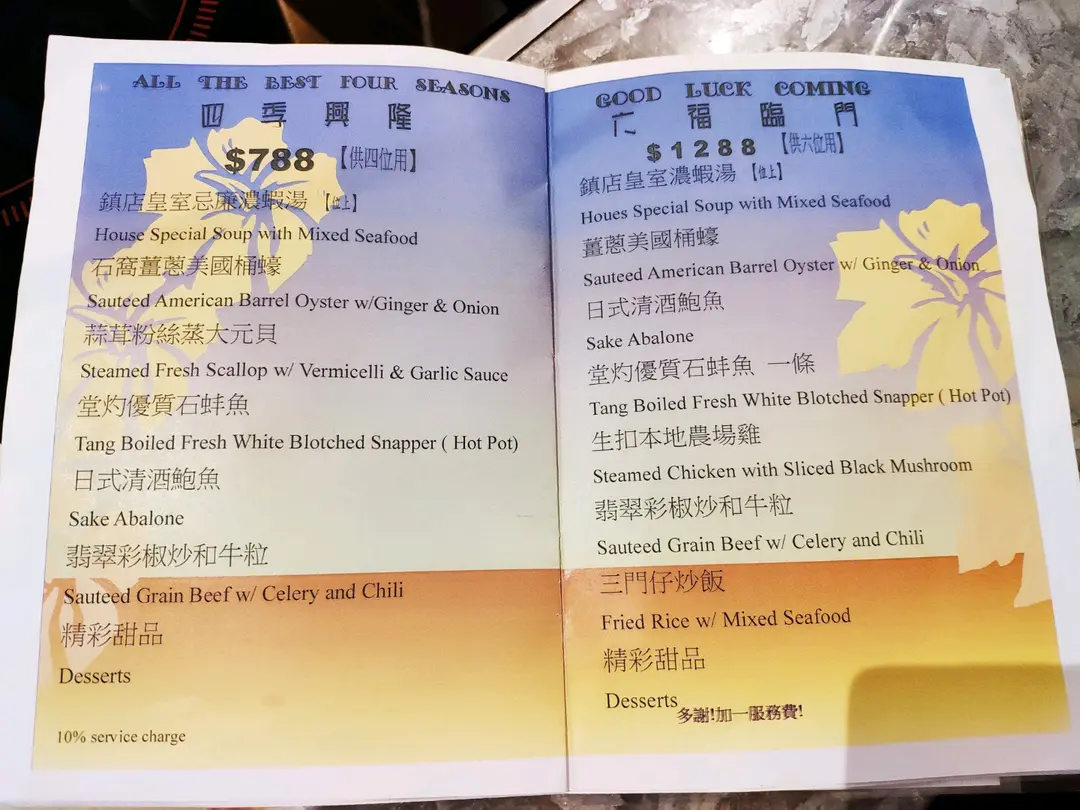 ALL THE BEST FOUR SEASONS
四季興隆
$788 【供四位用】
鎮店皇室忌廉濃蝦湯 【位上】
House Special Soup with Mixed Seafood
石窩薑蔥美國桶蠔
Sauteed American Barrel Oyster w/Ginger & Onion
蒜茸粉絲蒸大元貝
Steamed Fresh Scallop w/ Vermicelli & Garlic Sauce
堂灼優質石蚌魚
Tang Boiled Fresh White Blotched Snapper ( Hot Pot)
日式清酒鮑魚
Sake Abalone
翡翠彩椒炒和牛粒
Sauteed Grain Beef w/ Celery and Chili
精彩甜品
Desserts
10% service charge
GOOD LUCK COMING
六福臨門
$1288 【供六位用】
鎮店皇室濃蝦湯 【位上】
Houes Special Soup with Mixed Seafood
薑蔥美國桶蠔
Sauteed American Barrel Oyster w/ Ginger & Onion
日式清酒鮑魚
Sake Abalone
堂灼優質石蚌魚 一條
Tang Boiled Fresh White Blotched Snapper ( Hot Pot)
生扣本地農場雞
Steamed Chicken with Sliced Black Mushroom
翡翠彩椒炒和牛粒
Sauteed Grain Beef w/ Celery and Chili
三門仔炒飯
Fried Rice w/ Mixed Seafood
精彩甜品
Desserts
多謝!加一服務費!